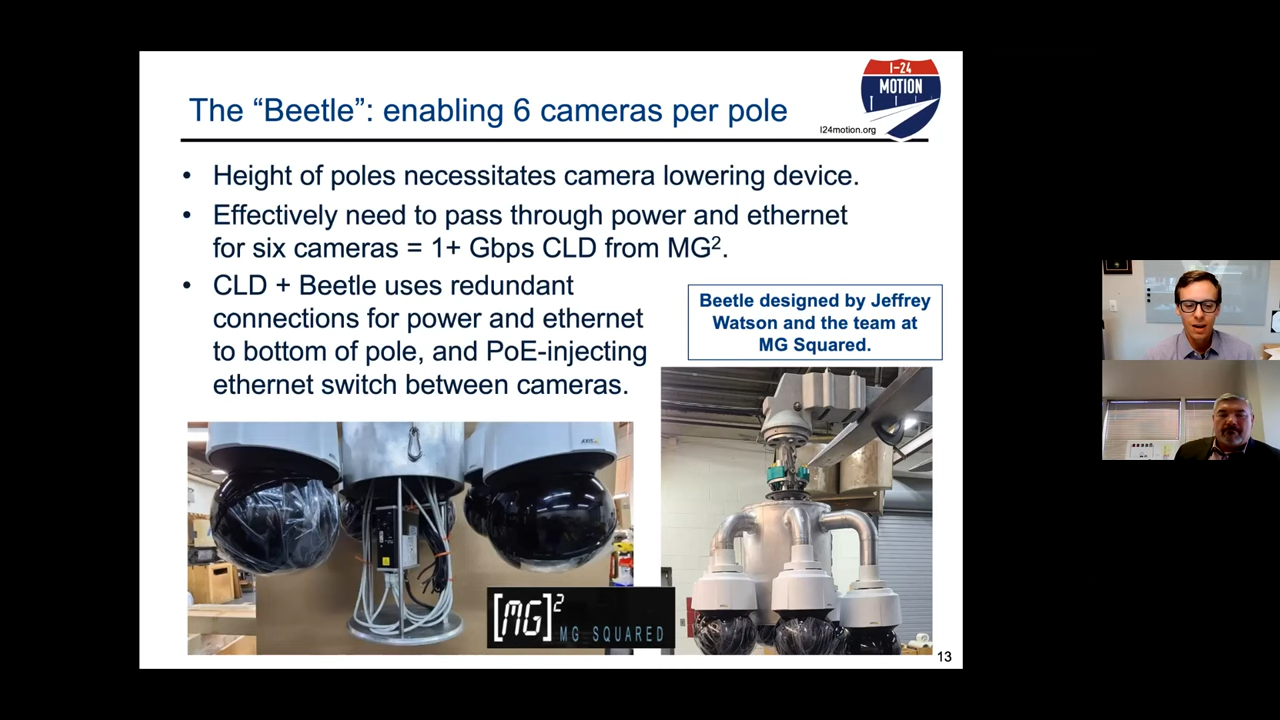 I-24
MOTION
I24motion.org
The “Beetle”: enabling 6 cameras per pole
• Height of poles necessitates camera lowering device.
• Effectively need to pass through power and ethernet
for six cameras = 1+ Gbps CLD from MG².
• CLD + Beetle uses redundant
connections for power and ethernet
to bottom of pole, and PoE-injecting
ethernet switch between cameras.
Beetle designed by Jeffrey
Watson and the team at
MG Squared.
AXIS
[MG]²
MG SQUARED
13